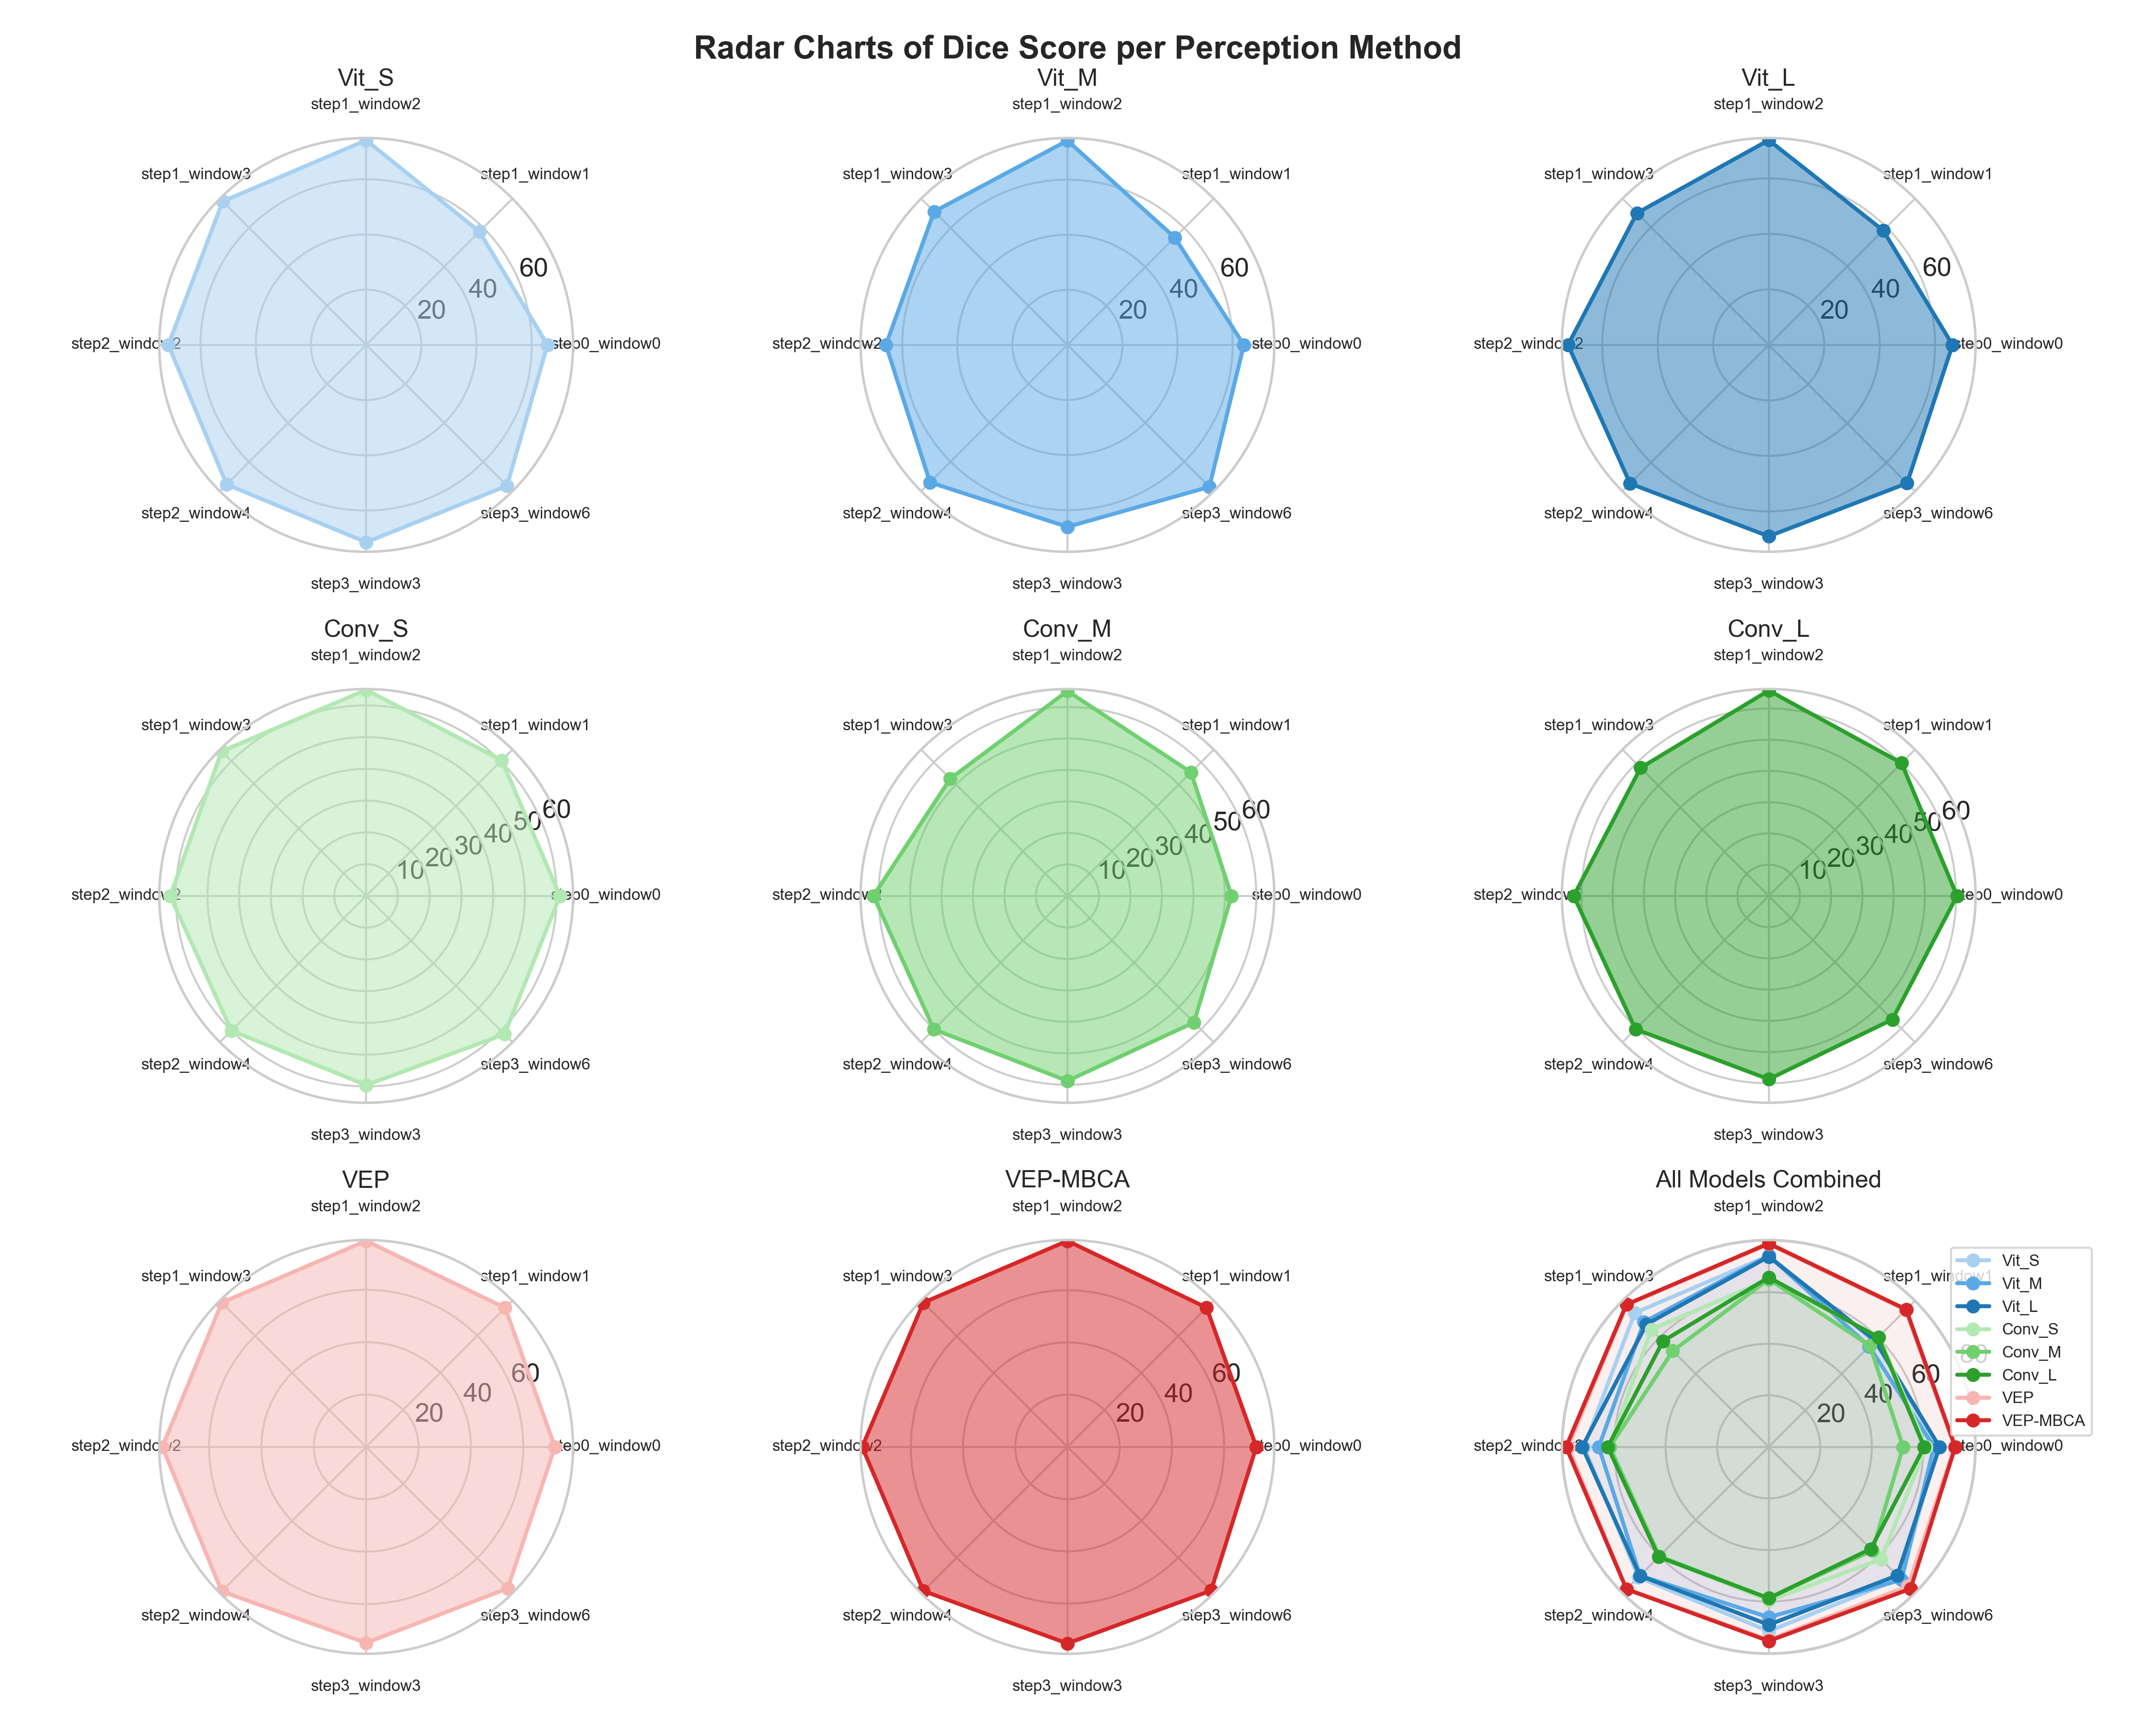 Radar Charts of Dice Score per Perception Method
Vit_S
step1_window2
step1_window3
step1_window1
60
40
20
step2_window2
step0_window0
step2_window4
step3_window6
step3_window3
Vit_M
step1_window2
step1_window3
step1_window1
60
40
20
step2_window2
step0_window0
step2_window4
step3_window6
step3_window3
Vit_L
step1_window2
step1_window3
step1_window1
60
40
20
step2_window2
step0_window0
step2_window4
step3_window6
step3_window3
Conv_S
step1_window2
step1_window3
step1_window1
60
50
40
30
20
10
step2_window2
step0_window0
step2_window4
step3_window6
step3_window3
Conv_M
step1_window2
step1_window3
step1_window1
60
50
40
30
20
10
step2_window2
step0_window0
step2_window4
step3_window6
step3_window3
Conv_L
step1_window2
step1_window3
step1_window1
60
50
40
30
20
10
step2_window2
step0_window0
step2_window4
step3_window6
step3_window3
VEP
step1_window2
step1_window3
step1_window1
60
40
20
step2_window2
step0_window0
step2_window4
step3_window6
step3_window3
VEP-MBCA
step1_window2
step1_window3
step1_window1
60
40
20
step2_window2
step0_window0
step2_window4
step3_window6
step3_window3
All Models Combined
step1_window2
step1_window3
step1_window1
80
60
40
20
step2_window2
step0_window0
step2_window4
step3_window6
step3_window3
Vit_S
Vit_M
Vit_L
Conv_S
Conv_M
Conv_L
VEP
VEP-MBCA